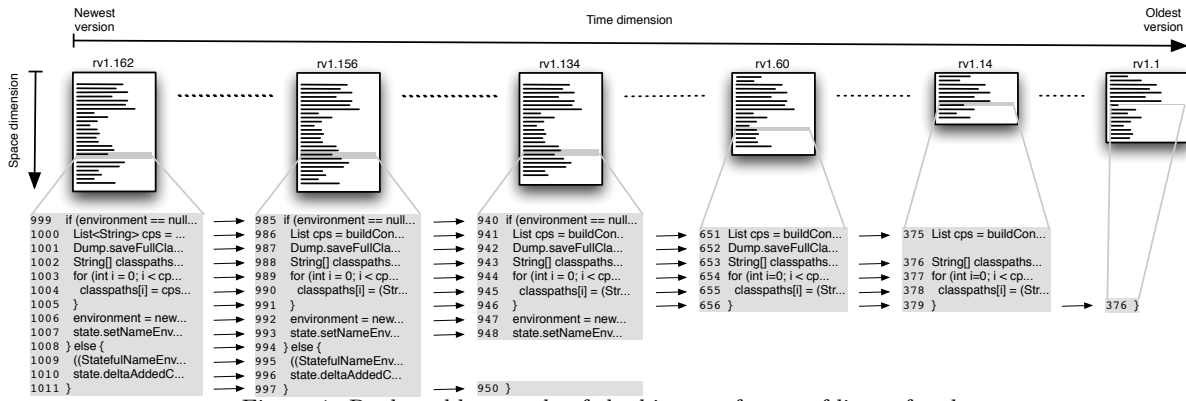 Newest version
Time dimension
Oldest version
Space dimension
rv1.162
rv1.156
rv1.134
rv1.60
rv1.14
rv1.1
999 if (environment == null...
1000 List<String> cps = ...
1001 Dump.saveFullCla...
1002 String[] classpaths...
1003 for (int i = 0; i < cp...
1004 classpaths[i] = cps...
1005 }
1006 environment = new...
1007 state.setNameEnv...
1008 } else {
1009 ((StatefulNameEnv...
1010 state.deltaAddedC...
1011 }
985 if (environment == null...
986 List cps = buildCon...
987 Dump.saveFullCla...
988 String[] classpaths...
989 for (int i = 0; i < cp...
990 classpaths[i] = (Str...
991 }
992 environment = new...
993 state.setNameEnv...
994 } else {
995 ((StatefulNameEnv...
996 state.deltaAddedC...
997 }
940 if (environment == null...
941 List cps = buildCon..
942 Dump.saveFullCla...
943 String[] classpaths...
944 for (int i = 0; i < cp...
945 classpaths[i] = (Str...
946 }
947 environment = new...
948 state.setNameEnv...
950 }
651 List cps = buildCon...
652 Dump.saveFullCla...
653 String[] classpaths...
654 for (int i=0; i < cp...
655 classpaths[i] = (Str...
656 }
375 List cps = buildCon...
376 String[] classpaths...
377 for (int i=0; i < cp...
378 classpaths[i] = (Str...
379 }
376 }